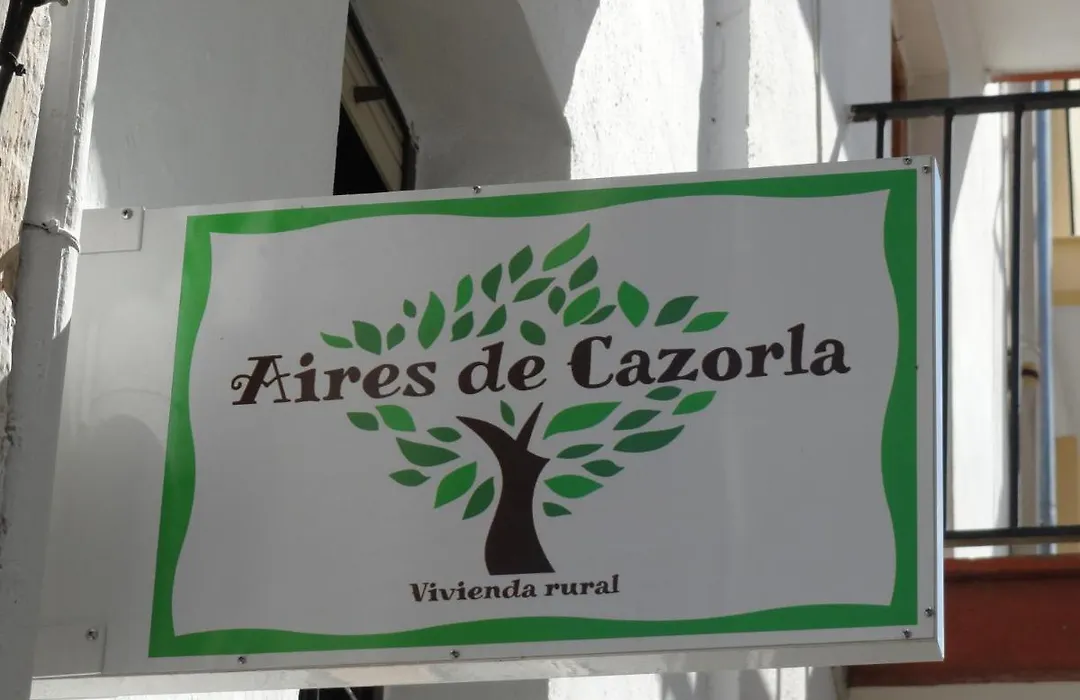 Aires de Cazorla
Vivienda rural